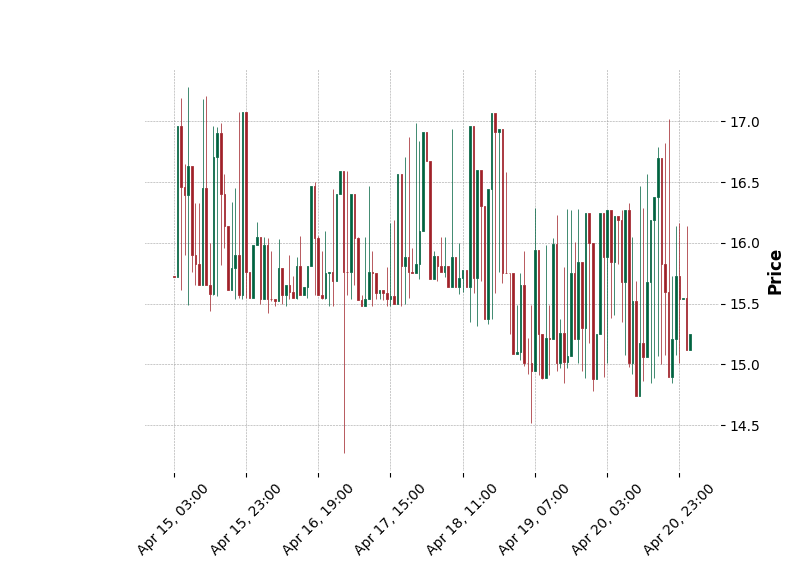 17.0
16.5
16.0
15.5
15.0
14.5
Price
Apr 15, 03:00
Apr 15, 23:00
Apr 16, 19:00
Apr 17, 15:00
Apr 18, 11:00
Apr 19, 07:00
Apr 20, 03:00
Apr 20, 23:00